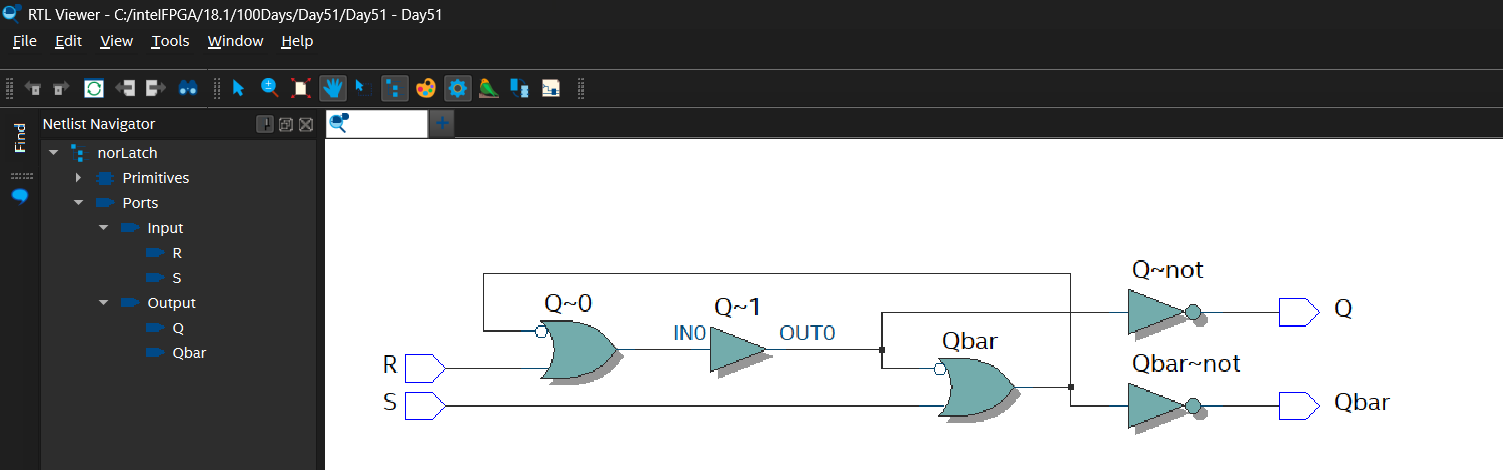 RTL Viewer - C:/intelFPGA/18.1/100Days/Day51/Day51 - Day51
File Edit View Tools Window Help
Find
Netlist Navigator
norLatch
Primitives
Ports
Input
R
S
Output
Q
Qbar
Q~0
Q~1
IN0
OUT0
Qbar
Q~not
Q
Qbar~not
Qbar
R
S